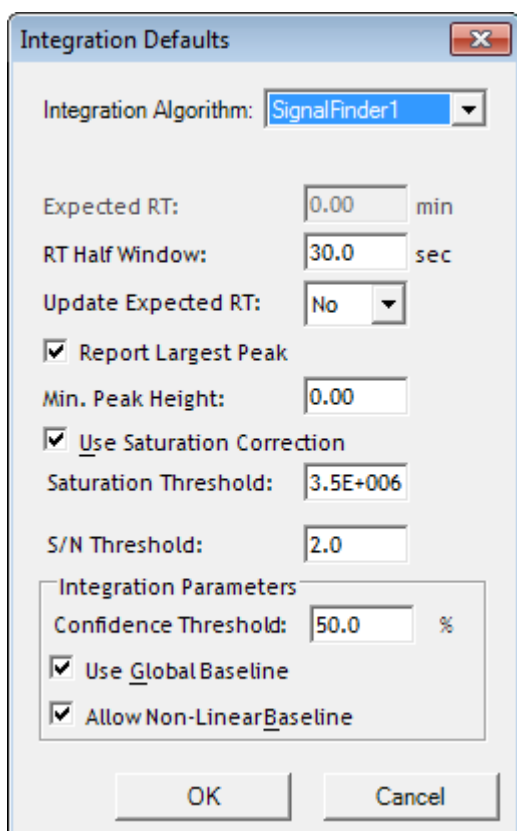 Integration Defaults
Integration Algorithm: SignalFinder1
Expected RT: 0.00 min
RT Half Window: 30.0 sec
Update Expected RT: No
Report Largest Peak
Min. Peak Height: 0.00
Use Saturation Correction
Saturation Threshold: 3.5E+006
S/N Threshold: 2.0
Integration Parameters
Confidence Threshold: 50.0 %
Use Global Baseline
Allow Non-Linear Baseline
OK Cancel